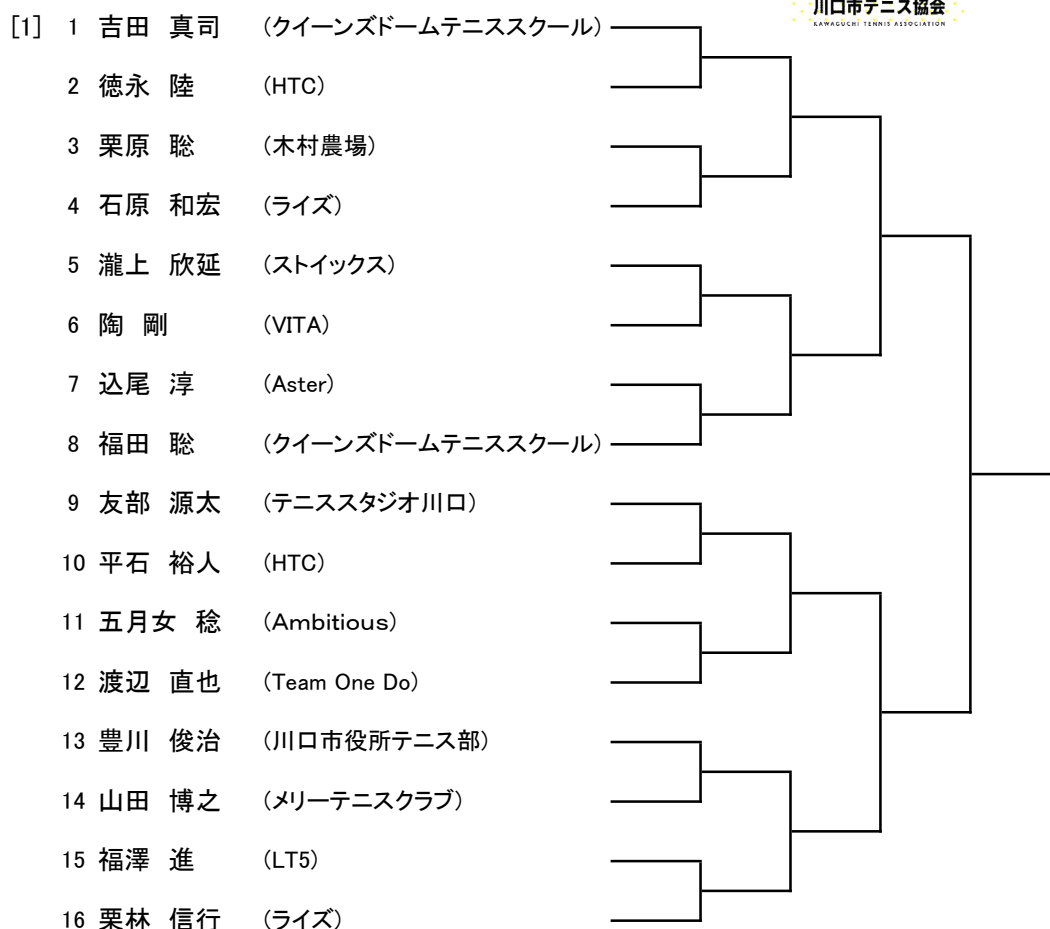 川口市テニス協会
KAWAGUCHI TENNIS ASSOCIATION
[1] 1 吉田 真司 (クイーンズドームテニススクール)
2 徳永 陸 (HTC)
3 栗原 聡 (木村農場)
4 石原 和宏 (ライズ)
5 瀧上 欣延 (ストイックス)
6 陶 剛 (VITA)
7 込尾 淳 (Aster)
8 福田 聡 (クイーンズドームテニススクール)
9 友部 源太 (テニススタジオ川口)
10 平石 裕人 (HTC)
11 五月女 稔 (Ambitious)
12 渡辺 直也 (Team One Do)
13 豊川 俊治 (川口市役所テニス部)
14 山田 博之 (メリーテニスクラブ)
15 福澤 進 (LT5)
16 栗林 信行 (ライズ)